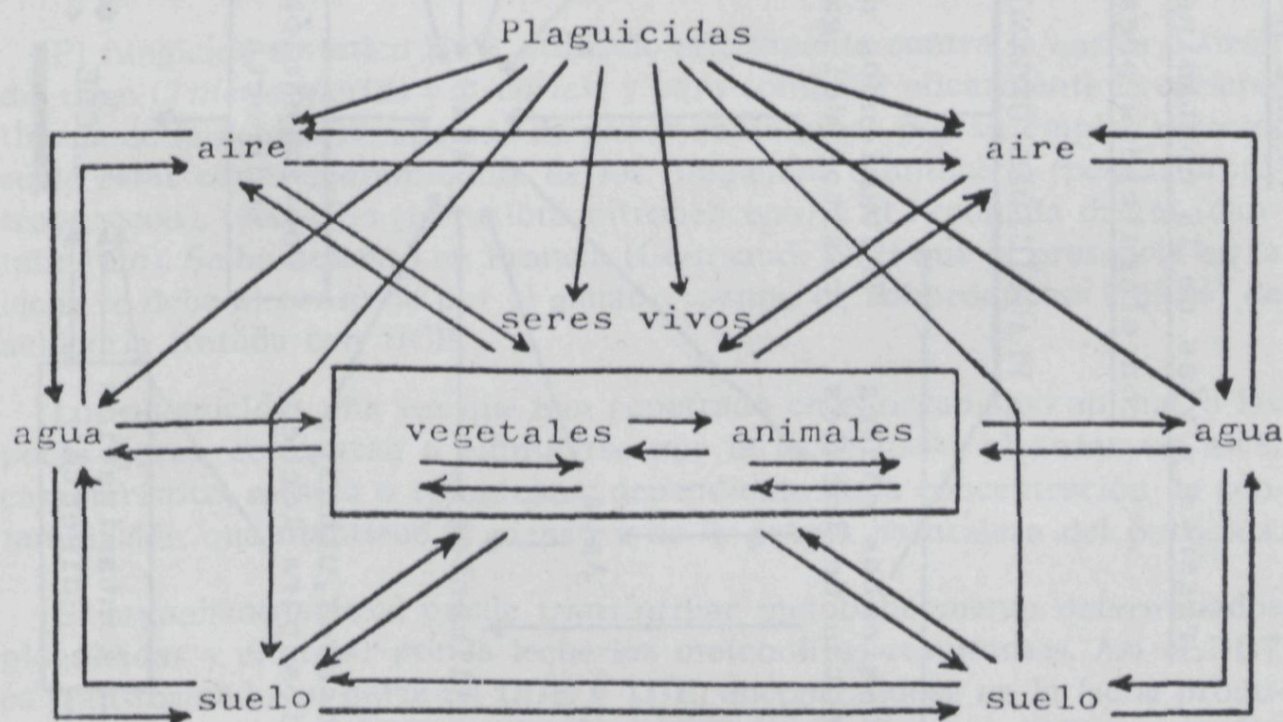 Plaguicidas
aire aire
seres vivos
agua vegetales animales agua
suelo suelo